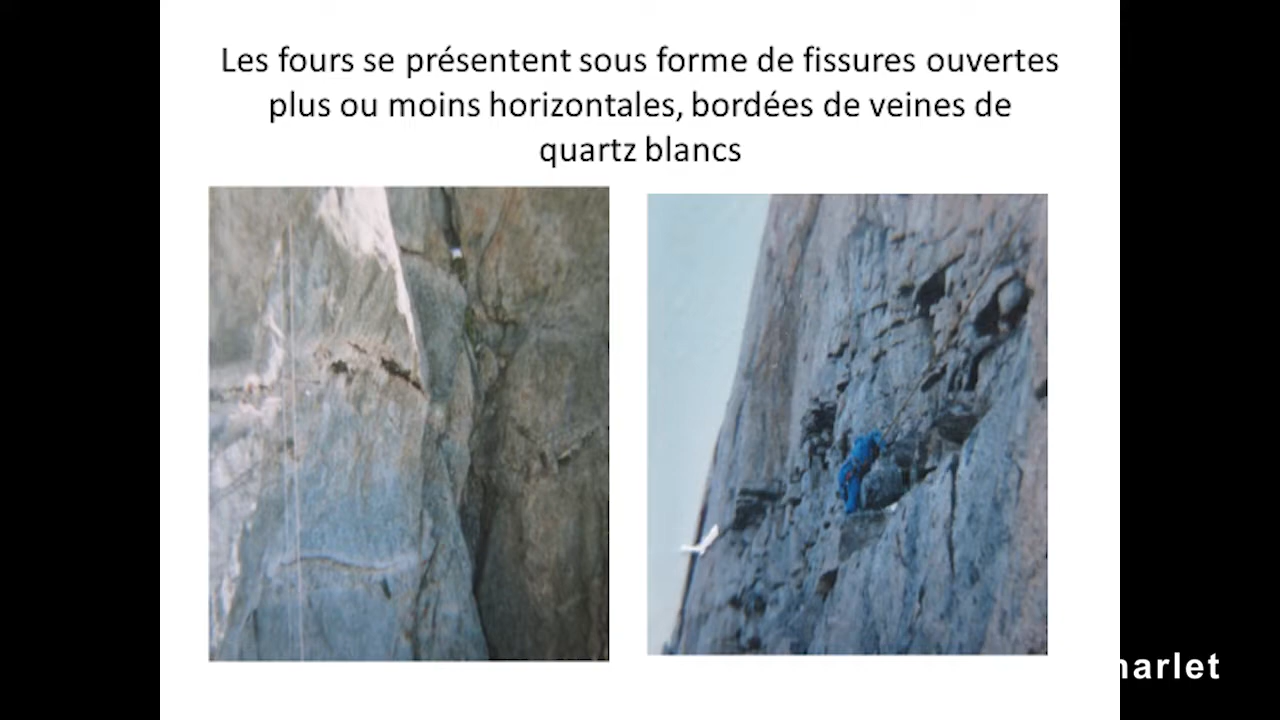 Les fours se présentent sous forme de fissures ouvertes
plus ou moins horizontales, bordées de veines de
quartz blancs